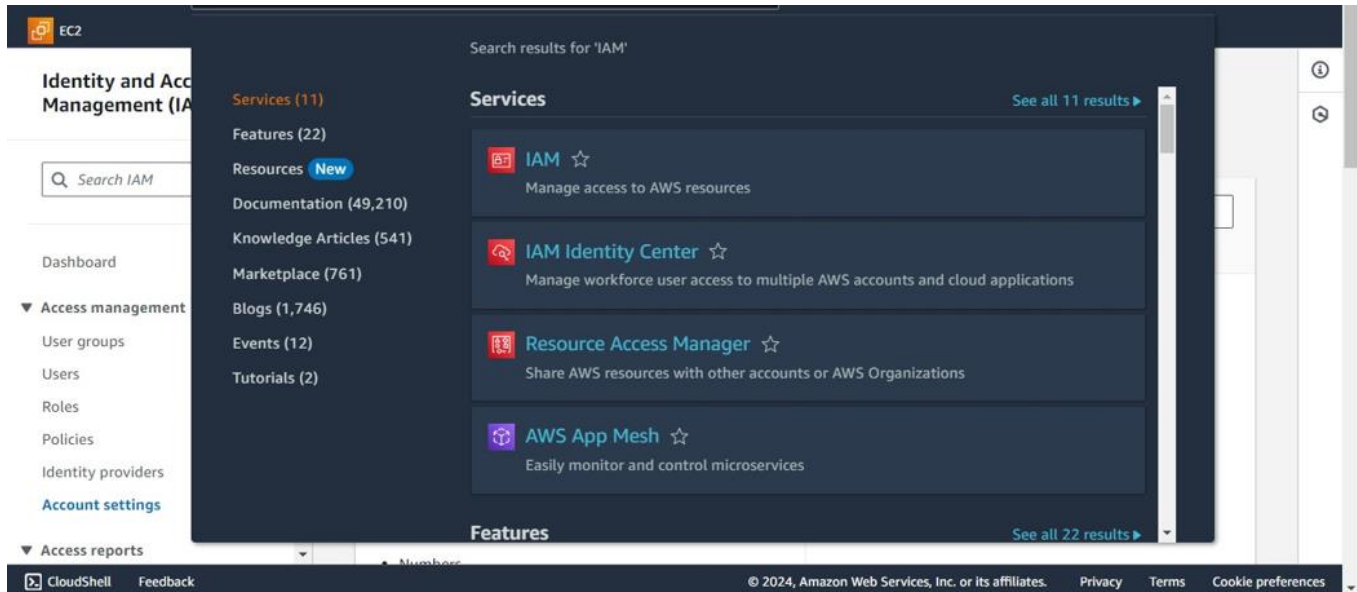 EC2
Search results for 'IAM'
Identity and Acc
Management (IA
Search IAM
Dashboard
Access management
User groups
Users
Roles
Policies
Identity providers
Account settings
Access reports
Services (11)
Features (22)
Resources New
Documentation (49,210)
Knowledge Articles (541)
Marketplace (761)
Blogs (1,746)
Events (12)
Tutorials (2)
Services See all 11 results
IAM
Manage access to AWS resources
IAM Identity Center
Manage workforce user access to multiple AWS accounts and cloud applications
Resource Access Manager
Share AWS resources with other accounts or AWS Organizations
AWS App Mesh
Easily monitor and control microservices
Features See all 22 results
Numbers
CloudShell Feedback © 2024, Amazon Web Services, Inc. or its affiliates. Privacy Terms Cookie preferences